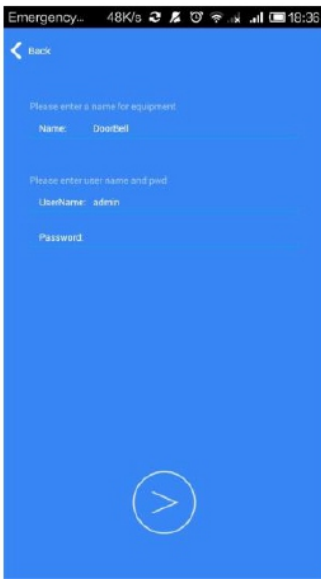 Emergency... 48K/s 18:36
Back
Please enter a name for equipment
Name: DoorBell
Please enter user name and pwd
UserName: admin
Password: